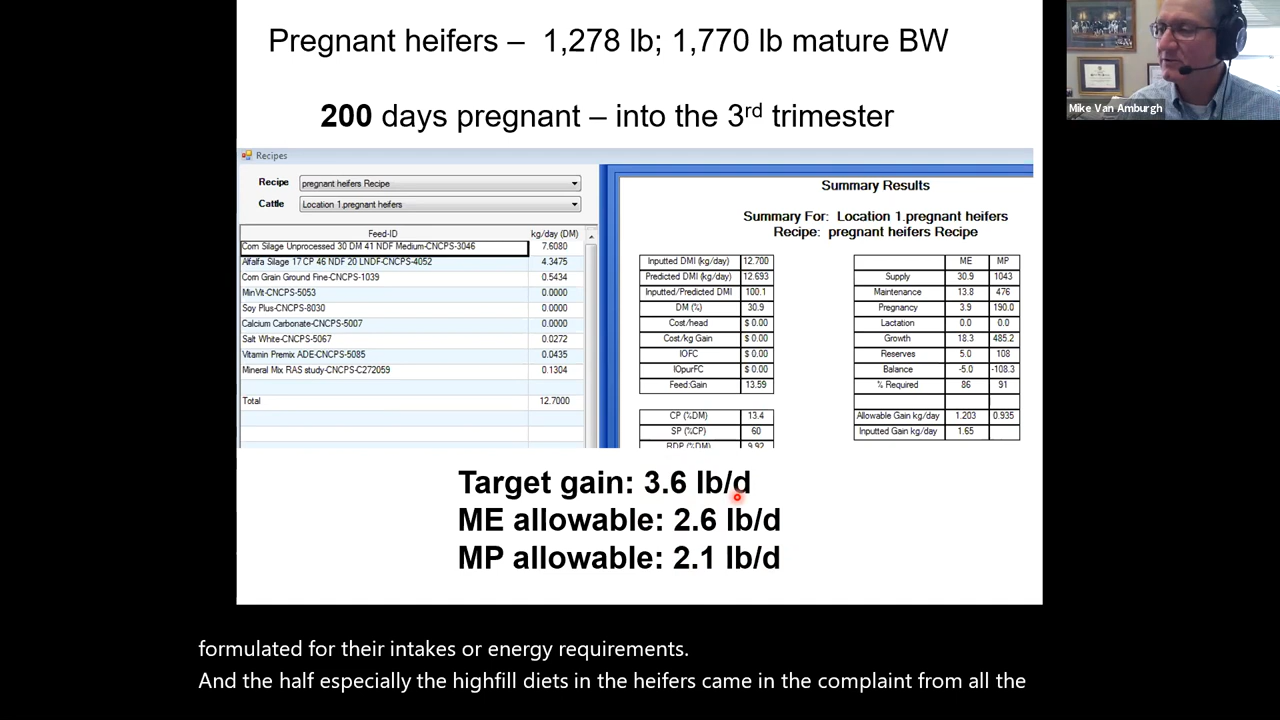 Pregnant heifers – 1,278 lb; 1,770 lb mature BW
200 days pregnant – into the 3rd trimester
Mike Van Amburgh
Recipes
Recipe pregnant heifers Recipe
Cattle Location 1.pregnant heifers
Feed-ID kg/day (DM)
Corn Silage Unprocessed 30 DM 41 NDF Medium-CNCPS-3046 7.6080
Alfalfa Silage 17 CP 46 NDF 20 LNDF-CNCPS-4052 4.3475
Corn Grain Ground Fine-CNCPS-1039 0.5434
MinVit-CNCPS-5053 0.0000
Soy Plus-CNCPS-8030 0.0000
Calcium Carbonate-CNCPS-5007 0.0000
Salt White-CNCPS-5067 0.0272
Vitamin Premix ADE-CNCPS-5085 0.0435
Mineral Mix RAS study-CNCPS-C272059 0.1304
Total 12.7000
Summary Results
Summary For: Location 1.pregnant heifers
Recipe: pregnant heifers Recipe
Inputted DMI (kg/day) 12.700
Predicted DMI (kg/day) 12.693
Inputted/Predicted DMI 100.1
DM (%) 30.9
Cost/head $ 0.00
Cost/kg Gain $ 0.00
IOFC $ 0.00
IOpurFC $ 0.00
Feed:Gain 13.59
CP (%DM) 13.4
SP (%CP) 60
RDP (%DM) 9.92
ME MP
Supply 30.9 1043
Maintenance 13.8 476
Pregnancy 3.9 190.0
Lactation 0.0 0.0
Growth 18.3 485.2
Reserves 5.0 108
Balance -5.0 -108.3
% Required 86 91
Allowable Gain kg/day 1.203 0.935
Inputted Gain kg/day 1.65
Target gain: 3.6 lb/d
ME allowable: 2.6 lb/d
MP allowable: 2.1 lb/d
formulated for their intakes or energy requirements.
And the half especially the highfill diets in the heifers came in the complaint from all the